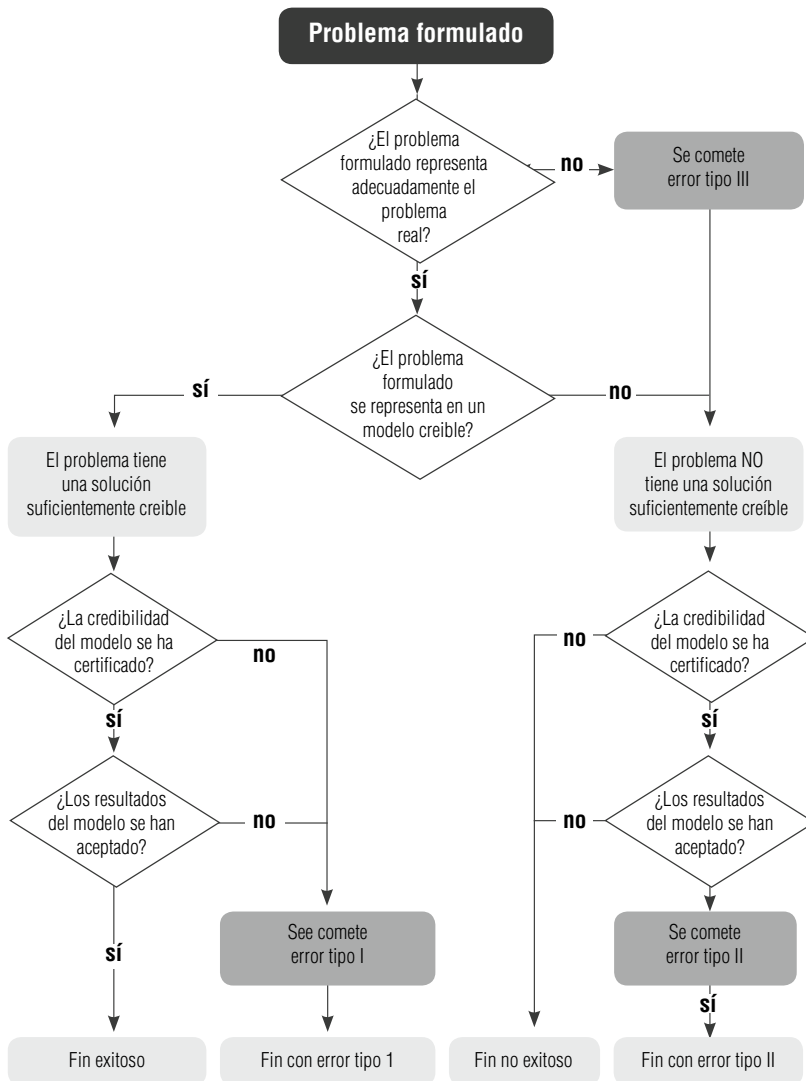 Problema formulado
¿El problema
formulado representa
adecuadamente el
problema
real?
no
Se comete
error tipo III
sí
¿El problema
formulado
se representa en un
modelo creible?
sí
no
El problema tiene
una solución
suficientemente creible
El problema NO
tiene una solución
suficientemente creíble
¿La credibilidad
del modelo se ha
certificado?
no
sí
¿Los resultados
del modelo se han
aceptado?
no
sí
See comete
error tipo I
¿La credibilidad
del modelo se ha
certificado?
no
sí
¿Los resultados
del modelo se han
aceptado?
no
Se comete
error tipo II
sí
Fin exitoso
Fin con error tipo 1
Fin no exitoso
Fin con error tipo II